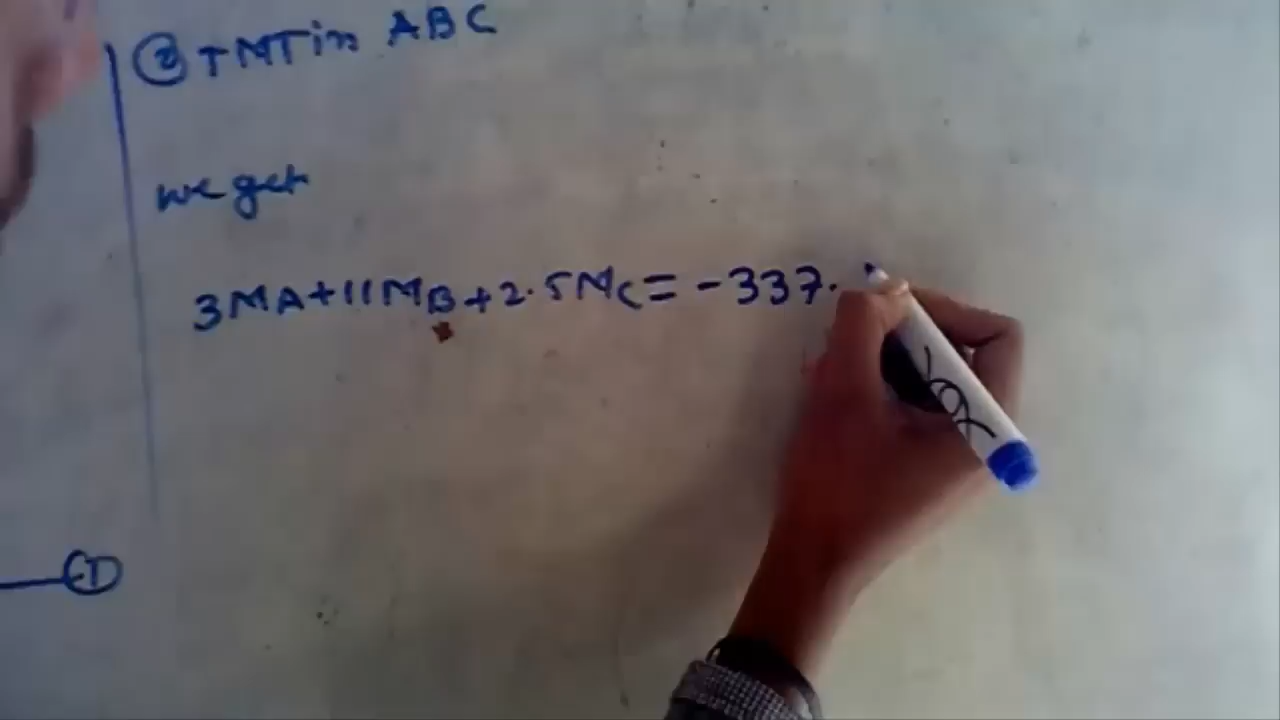 ② TMT in ABC
we get
3MA+11MB+2.5MC= -337.
①